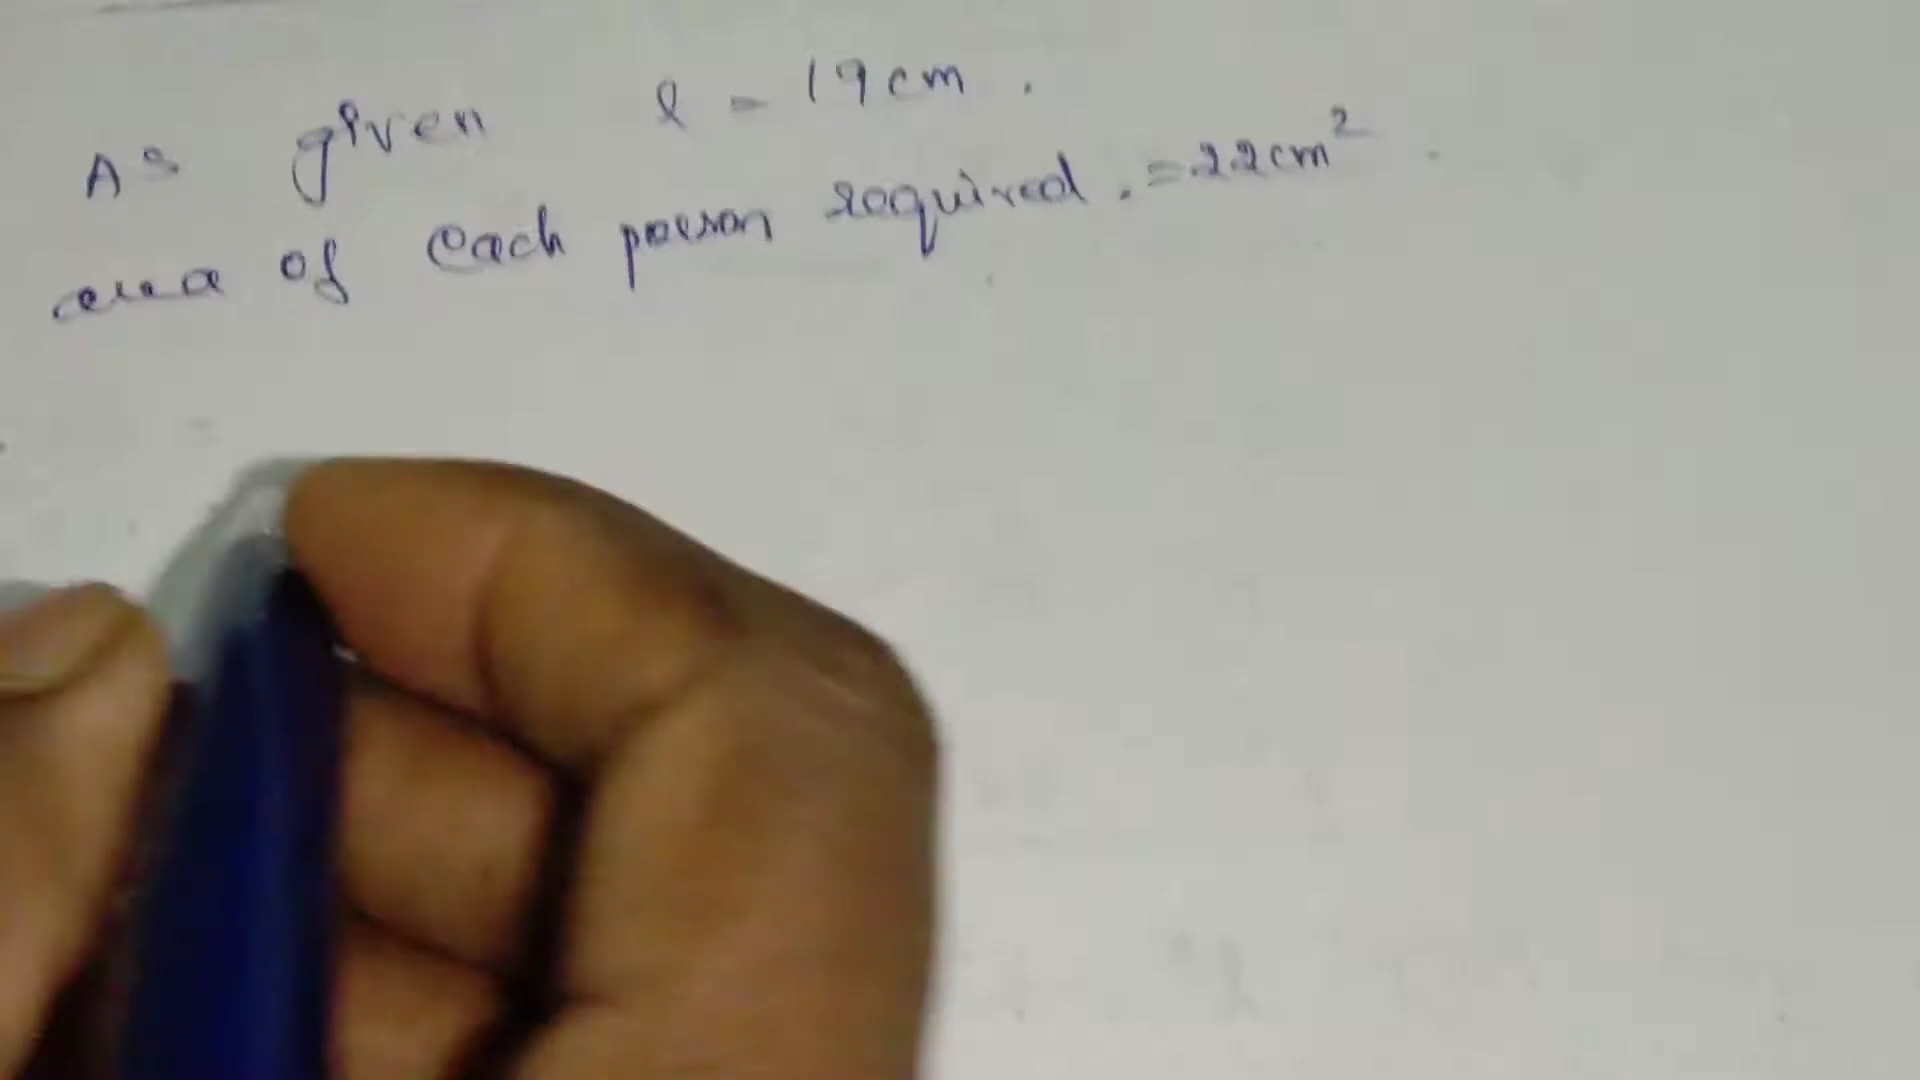 As given l = 19cm.
area of each person required. = 22cm²